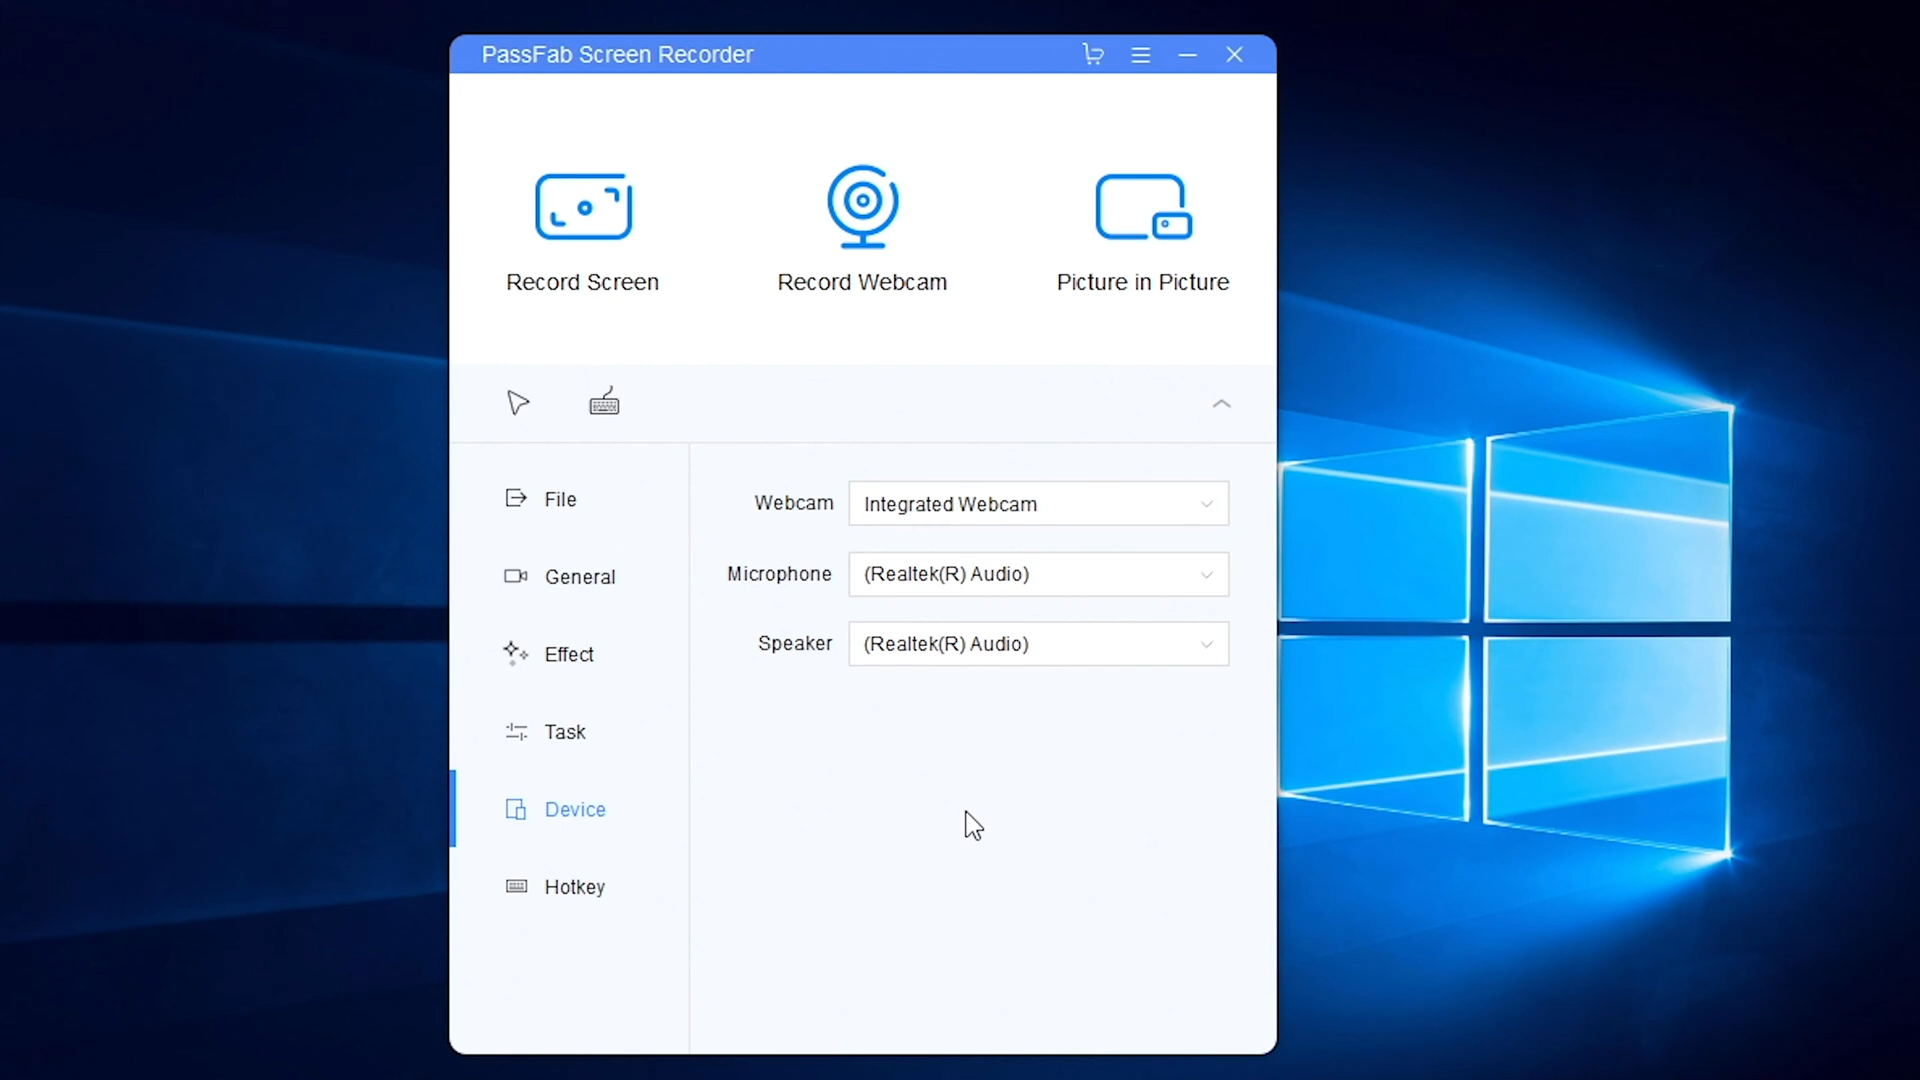 PassFab Screen Recorder
Record Screen
Record Webcam
Picture in Picture
File
General
Effect
Task
Device
Hotkey
Webcam
Integrated Webcam
Microphone
(Realtek(R) Audio)
Speaker
(Realtek(R) Audio)